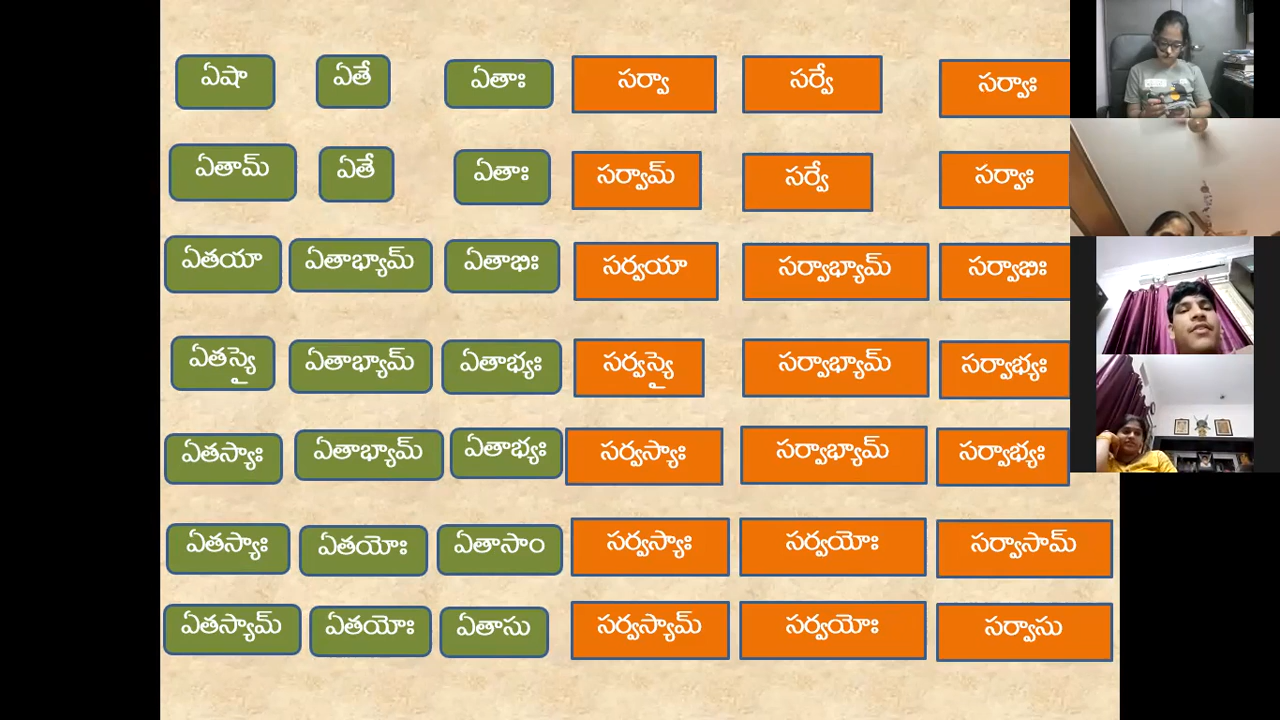 ఏషా ఏతే ఏతాః సర్వా సర్వే సర్వాః
ఏతామ్ ఏతే ఏతాః సర్వామ్ సర్వే సర్వాః
ఏతయా ఏతాభ్యామ్ ఏతాభిః సర్వయా సర్వాభ్యామ్ సర్వాభిః
ఏతస్యై ఏతాభ్యామ్ ఏతాభ్యః సర్వస్యై సర్వాభ్యామ్ సర్వాభ్యః
ఏతస్యాః ఏతాభ్యామ్ ఏతాభ్యః సర్వస్యాః సర్వాభ్యామ్ సర్వాభ్యః
ఏతస్యాః ఏతయోః ఏతాసాం సర్వస్యాః సర్వయోః సర్వాసామ్
ఏతస్యామ్ ఏతయోః ఏతాసు సర్వస్యామ్ సర్వయోః సర్వాసు